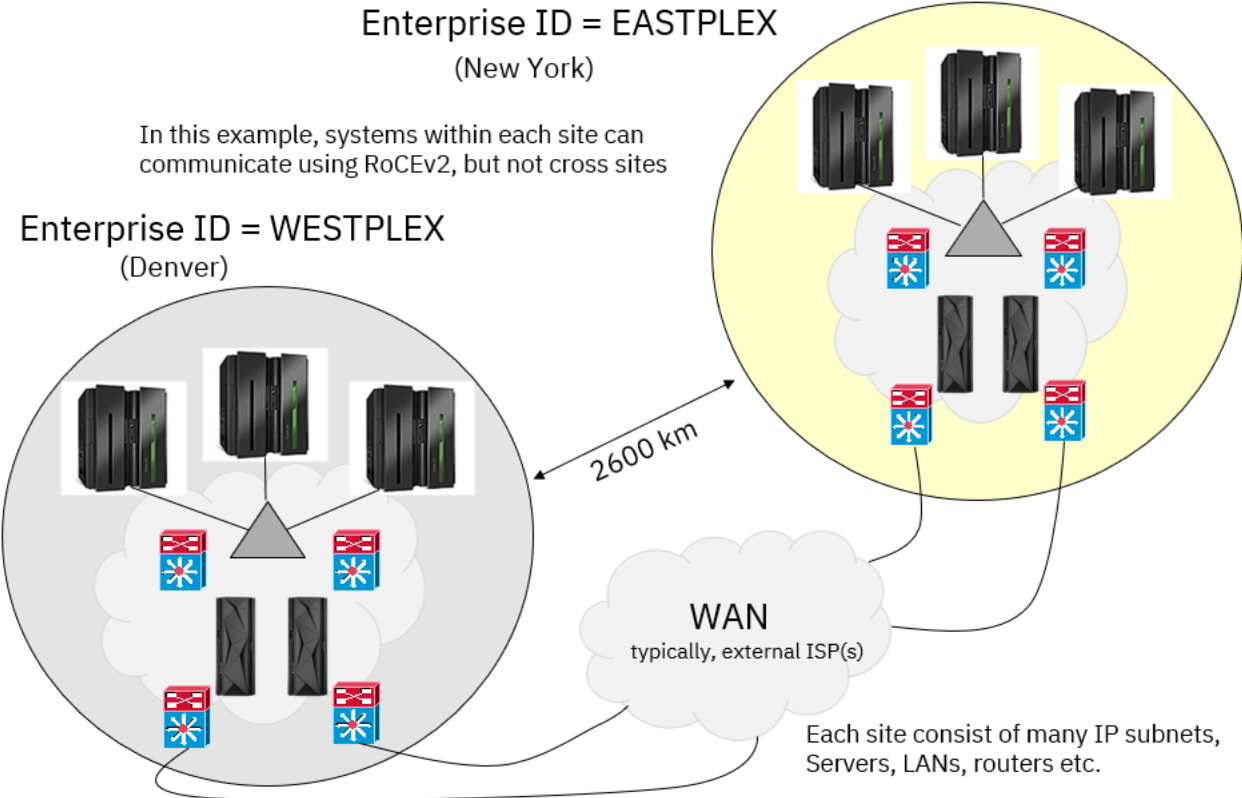 Enterprise ID = EASTPLEX
(New York)
In this example, systems within each site can
communicate using RoCEv2, but not cross sites
Enterprise ID = WESTPLEX
(Denver)
2600 km
WAN
typically, external ISP(s)
Each site consist of many IP subnets,
Servers, LANs, routers etc.